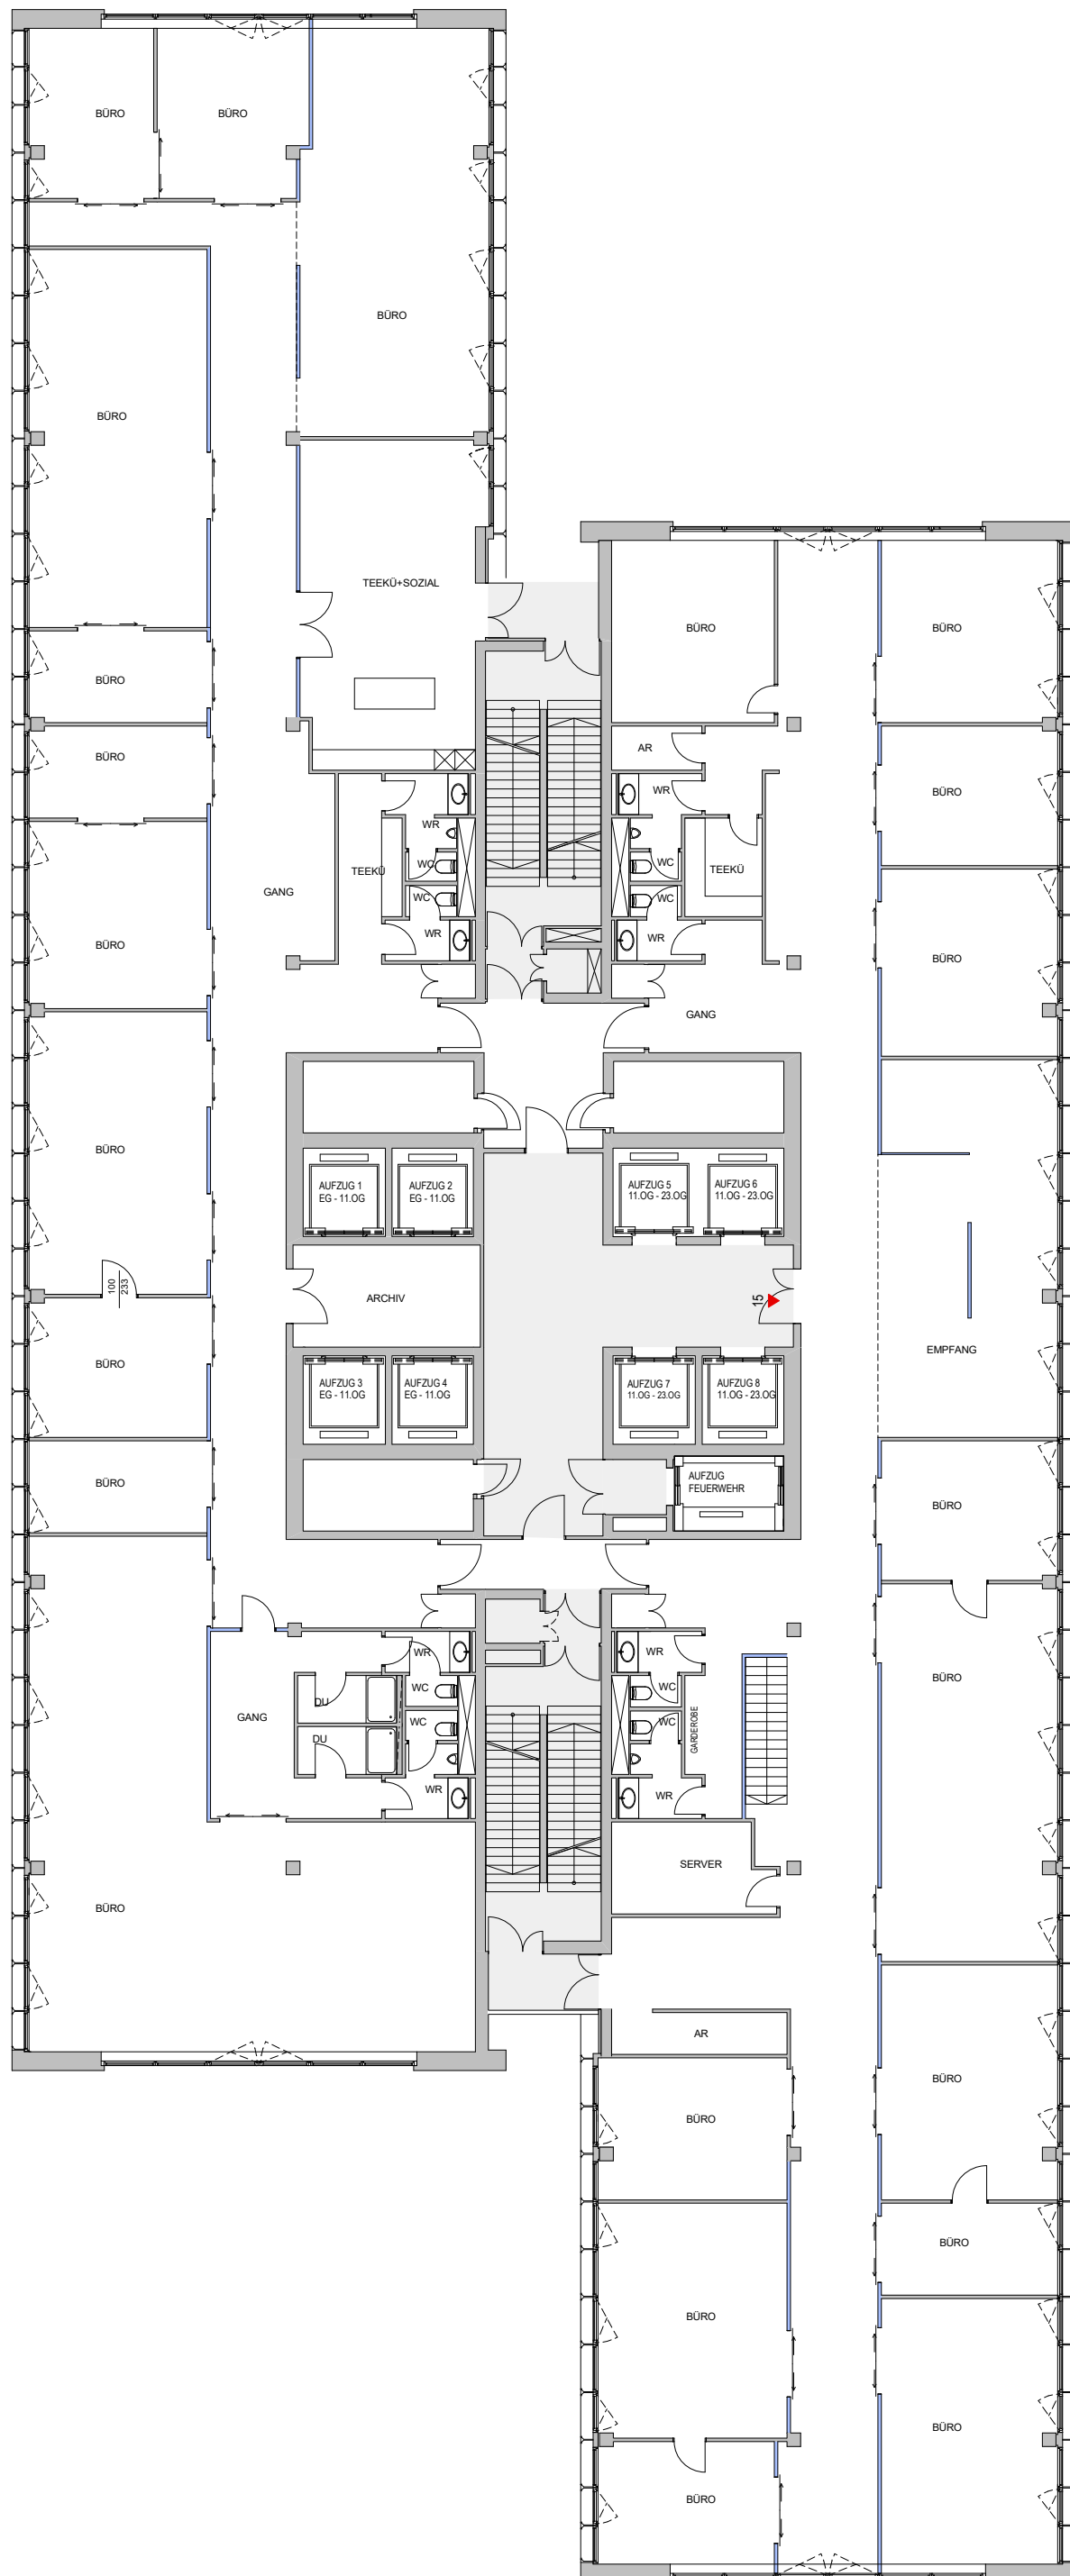 BÜRO
BÜRO
BÜRO
BÜRO
TEEKÜ+SOZIAL
BÜRO
BÜRO
BÜRO
BÜRO
AR
BÜRO
WR
BÜRO
WR
WC
TEEKÜ
WC
TEEKÜ
GANG
WC
WC
WR
WR
BÜRO
BÜRO
GANG
BÜRO
AUFZUG 1
EG - 11.OG
AUFZUG 2
EG - 11.OG
AUFZUG 5
11.OG - 23.OG
AUFZUG 6
11.OG - 23.OG
100
233
ARCHIV
15
EMPFANG
BÜRO
AUFZUG 3
EG - 11.OG
AUFZUG 4
EG - 11.OG
AUFZUG 7
11.OG - 23.OG
AUFZUG 8
11.OG - 23.OG
BÜRO
AUFZUG
FEUERWEHR
BÜRO
WR
WR
BÜRO
WC
WC
DU
GANG
WC
WC
GARDEROBE
DU
WR
WR
SERVER
BÜRO
AR
BÜRO
BÜRO
BÜRO
BÜRO
BÜRO
BÜRO